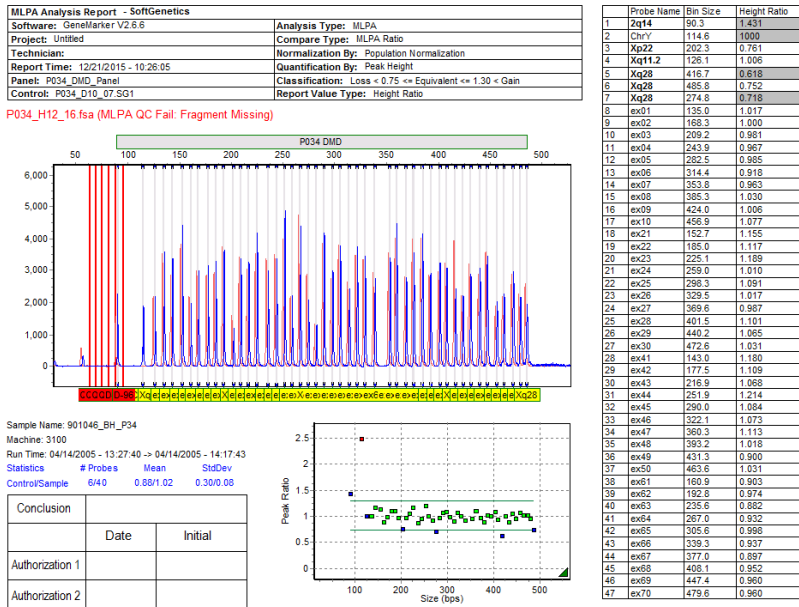 MLPA Analysis Report - SoftGenetics
Software: GeneMarker V2.6.6 Analysis Type: MLPA
Project: Untitled Compare Type: MLPA Ratio
Technician: Normalization By: Population Normalization
Report Time: 12/21/2015 - 10:26:05 Quantification By: Peak Height
Panel: P034_DMD_Panel Classification: Loss < 0.75 <= Equivalent <= 1.30 < Gain
Control: P034_D10_07.SG1 Report Value Type: Height Ratio
P034_H12_16.fsa (MLPA QC Fail: Fragment Missing)
P034 DMD
50 100 150 200 250 300 350 400 450 500
6,000
5,000
4,000
3,000
2,000
1,000
0
Xq28
Sample Name: 901046_BH_P34
Machine: 3100
Run Time: 04/14/2005 - 13:27:40 -> 04/14/2005 - 14:17:43
Statistics # Probes Mean StdDev
Control/Sample 6/40 0.88/1.02 0.30/0.08
Conclusion
Date Initial
Authorization 1
Authorization 2
Peak Ratio
2.5
2
1.5
1
0.5
0
100 200 300 400 500
Size (bps)
Probe Name Bin Size Height Ratio
1 2q14 90.3 1.431
2 ChrY 114.6 1000
3 Xp22 202.3 0.761
4 Xq11.2 126.1 1.006
5 Xq28 416.7 0.618
6 Xq28 485.8 0.752
7 Xq28 274.8 0.718
8 ex01 135.0 1.017
9 ex02 168.3 1.000
10 ex03 209.2 0.981
11 ex04 243.9 0.967
12 ex05 282.5 0.985
13 ex06 314.4 0.918
14 ex07 353.8 0.963
15 ex08 385.3 1.030
16 ex09 424.0 1.006
17 ex10 456.9 1.077
18 ex21 152.7 1.155
19 ex22 185.0 1.117
20 ex23 225.1 1.189
21 ex24 259.0 1.010
22 ex25 298.3 1.091
23 ex26 329.5 1.017
24 ex27 369.6 0.987
25 ex28 401.5 1.101
26 ex29 440.2 1.065
27 ex30 472.6 1.031
28 ex41 143.0 1.180
29 ex42 177.5 1.109
30 ex43 216.9 1.068
31 ex44 251.9 1.214
32 ex45 290.0 1.084
33 ex46 322.1 1.073
34 ex47 360.3 1.113
35 ex48 393.2 1.018
36 ex49 431.3 0.900
37 ex50 463.6 1.031
38 ex61 160.9 0.903
39 ex62 192.8 0.974
40 ex63 235.6 0.882
41 ex64 267.0 0.932
42 ex65 305.6 0.998
43 ex66 339.3 0.937
44 ex67 377.0 0.897
45 ex68 408.1 0.952
46 ex69 447.4 0.960
47 ex70 479.6 0.960